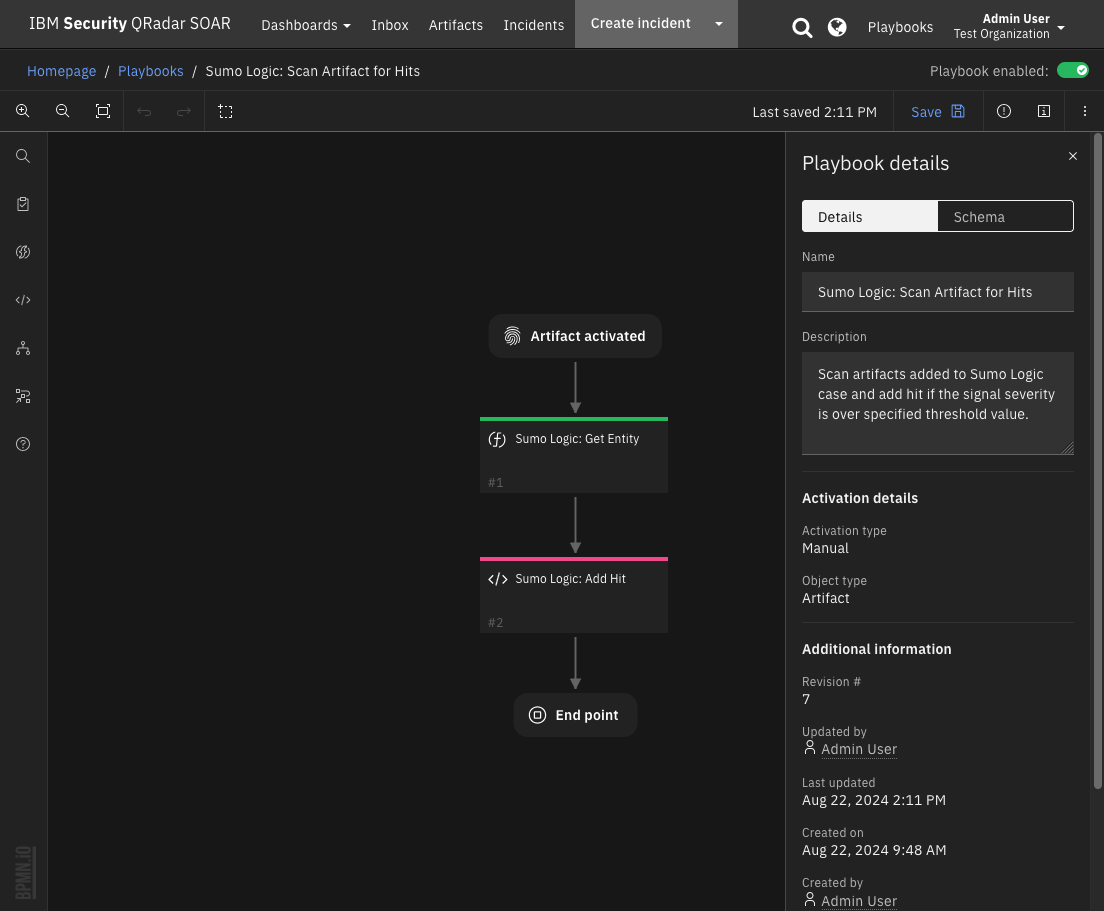 IBM Security QRadar SOAR
Dashboards
Inbox
Artifacts
Incidents
Create incident
Playbooks
Admin User
Test Organization
Homepage / Playbooks / Sumo Logic: Scan Artifact for Hits
Playbook enabled:
Last saved 2:11 PM
Save
Artifact activated
Sumo Logic: Get Entity
#1
Sumo Logic: Add Hit
#2
End point
BPMN.iO
Playbook details
Details
Schema
Name
Sumo Logic: Scan Artifact for Hits
Description
Scan artifacts added to Sumo Logic
case and add hit if the signal severity
is over specified threshold value.
Activation details
Activation type
Manual
Object type
Artifact
Additional information
Revision #
7
Updated by
Admin User
Last updated
Aug 22, 2024 2:11 PM
Created on
Aug 22, 2024 9:48 AM
Created by
Admin User